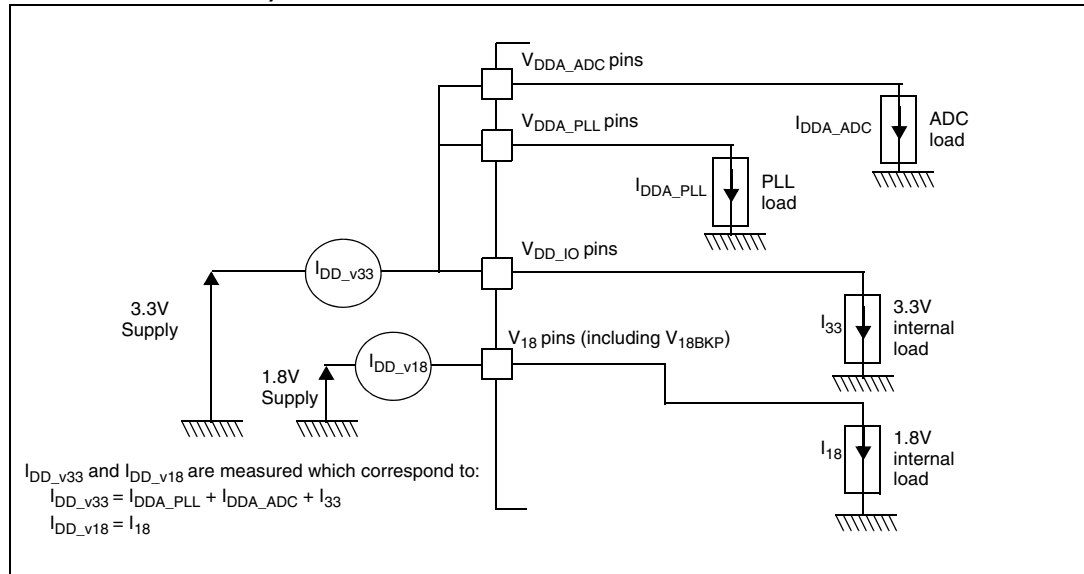 V_DDA_ADC pins
I_DDA_ADC
ADC
load
V_DDA_PLL pins
I_DDA_PLL
PLL
load
V_DD_IO pins
I_DD_v33
3.3V
Supply
I_33
3.3V
internal
load
V_18 pins (including V_18BKP)
I_DD_v18
1.8V
Supply
I_18
1.8V
internal
load
I_DD_v33 and I_DD_v18 are measured which correspond to:
I_DD_v33 = I_DDA_PLL + I_DDA_ADC + I_33
I_DD_v18 = I_18